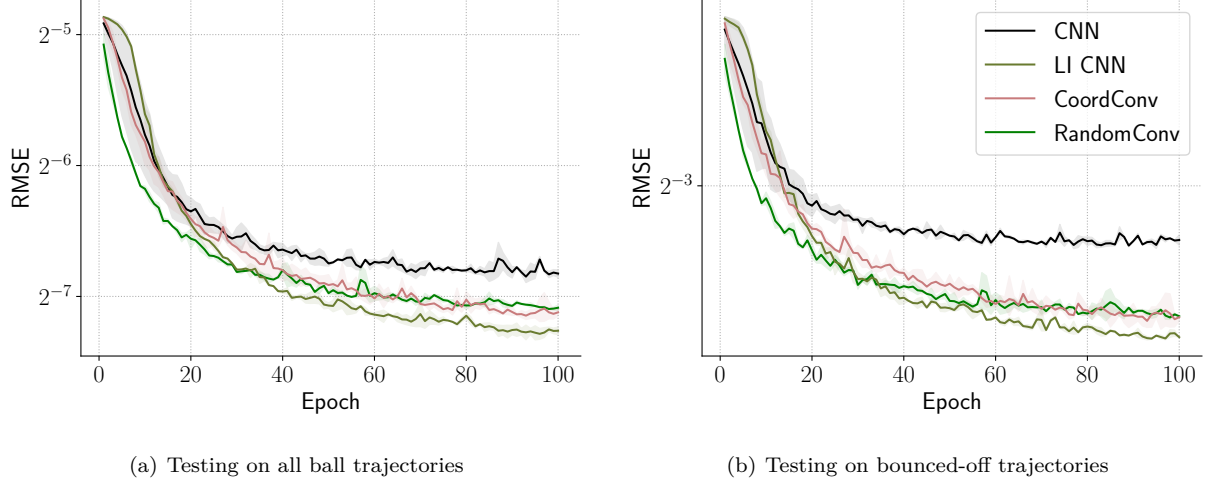 2⁻⁵
2⁻⁶
2⁻⁷
RMSE
0 20 40 60 80 100
Epoch
(a) Testing on all ball trajectories
2⁻³
RMSE
CNN
LI CNN
CoordConv
RandomConv
0 20 40 60 80 100
Epoch
(b) Testing on bounced-off trajectories